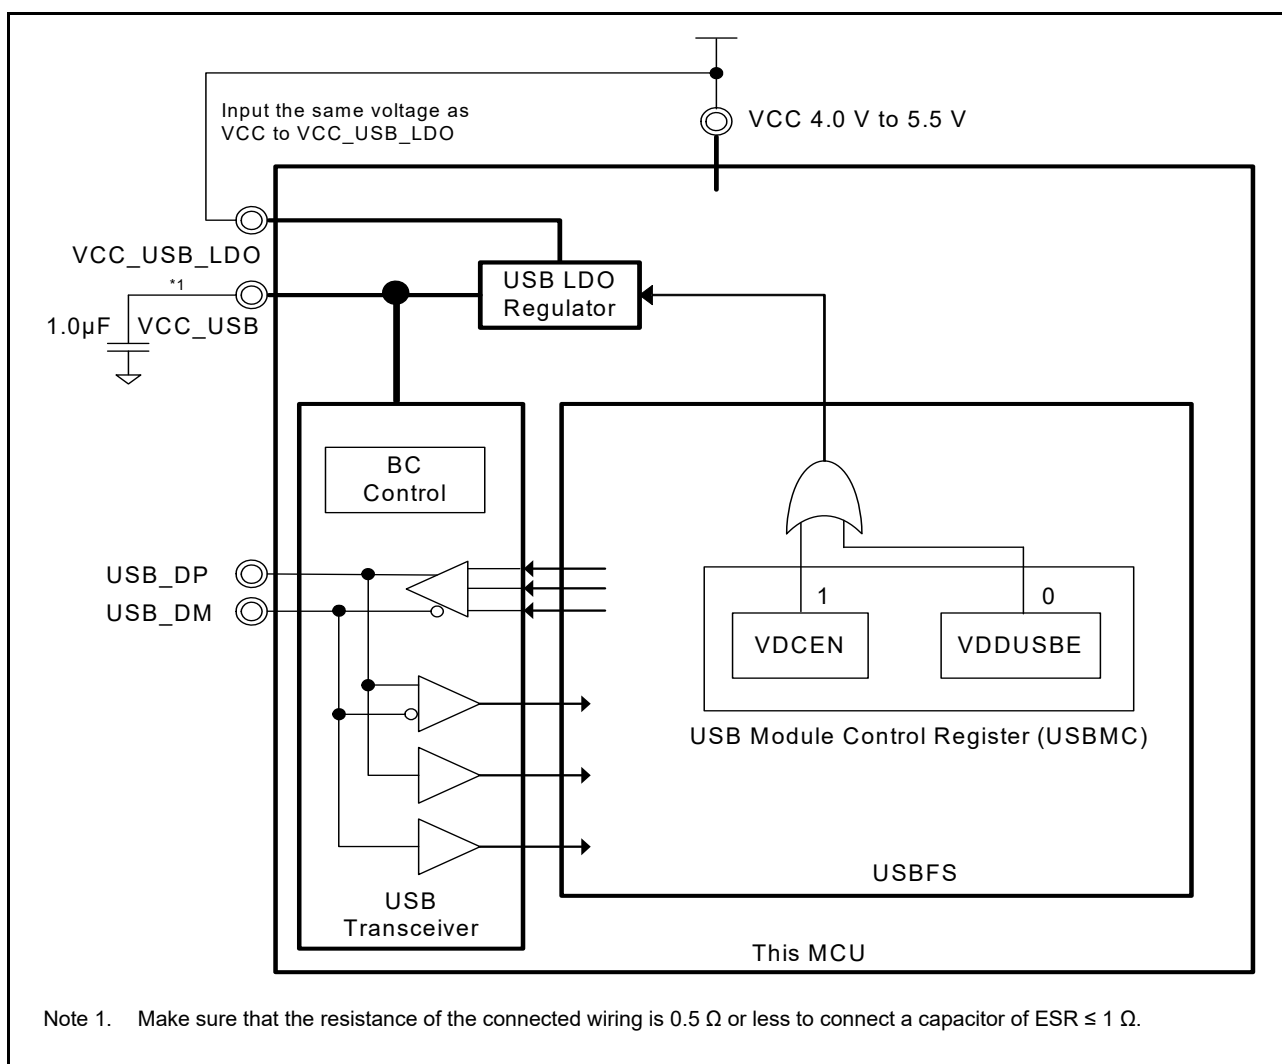 Input the same voltage as
VCC to VCC_USB_LDO
VCC 4.0 V to 5.5 V
VCC_USB_LDO
*1
1.0µF
VCC_USB
USB LDO
Regulator
BC
Control
USB_DP
USB_DM
1
0
VDCEN
VDDUSBE
USB Module Control Register (USBMC)
USBFS
USB
Transceiver
This MCU
Note 1. Make sure that the resistance of the connected wiring is 0.5 Ω or less to connect a capacitor of ESR ≤ 1 Ω.